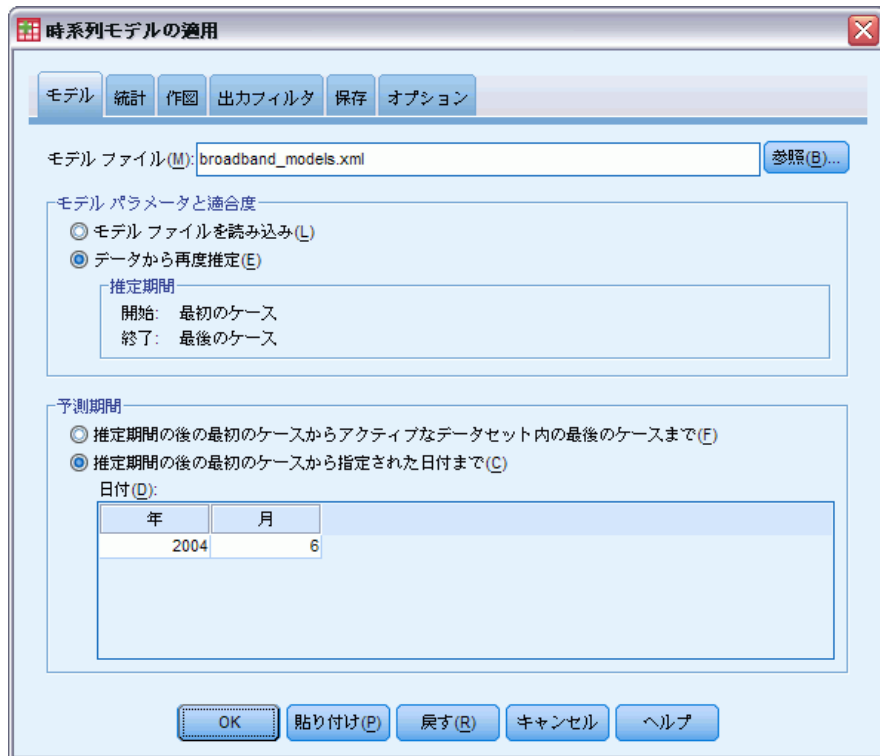 時系列モデルの適用
モデル 統計 作図 出力フィルタ 保存 オプション
モデル ファイル(M): broadband_models.xml 参照(B)...
モデル パラメータと適合度
モデル ファイルを読み込み(L)
データから再度推定(E)
推定期間
開始: 最初のケース
終了: 最後のケース
予測期間
推定期間の後の最初のケースからアクティブなデータセット内の最後のケースまで(F)
推定期間の後の最初のケースから指定された日付まで(C)
日付(D):
年 月
2004 6
OK 貼り付け(P) 戻す(R) キャンセル ヘルプ